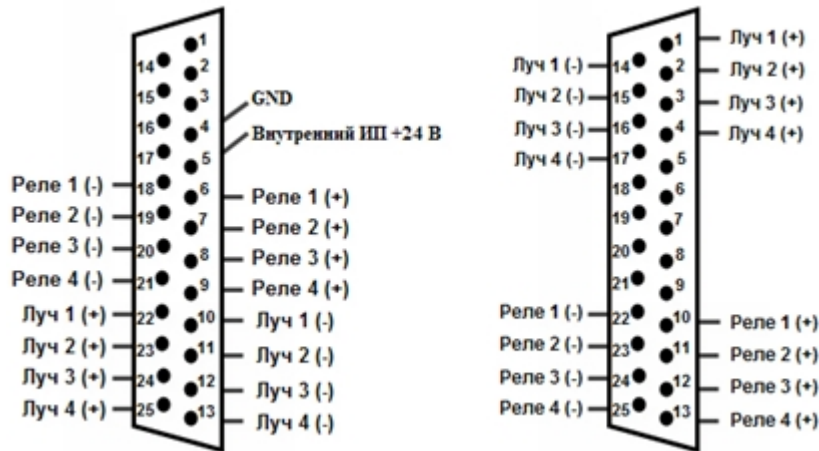 1
14
2
15
3
GND
16
4
Внутренний ИП +24 В
17
5
Реле 1 (-)
18
6
Реле 1 (+)
Реле 2 (-)
19
7
Реле 2 (+)
Реле 3 (-)
20
8
Реле 3 (+)
Реле 4 (-)
21
9
Реле 4 (+)
Луч 1 (+)
22
10
Луч 1 (-)
Луч 2 (+)
23
11
Луч 2 (-)
Луч 3 (+)
24
12
Луч 3 (-)
Луч 4 (+)
25
13
Луч 4 (-)
1
Луч 1 (+)
Луч 1 (-)
14
2
Луч 2 (+)
Луч 2 (-)
15
3
Луч 3 (+)
Луч 3 (-)
16
4
Луч 4 (+)
Луч 4 (-)
17
5
18
6
19
7
20
8
21
9
Реле 1 (-)
22
10
Реле 1 (+)
Реле 2 (-)
23
11
Реле 2 (+)
Реле 3 (-)
24
12
Реле 3 (+)
Реле 4 (-)
25
13
Реле 4 (+)